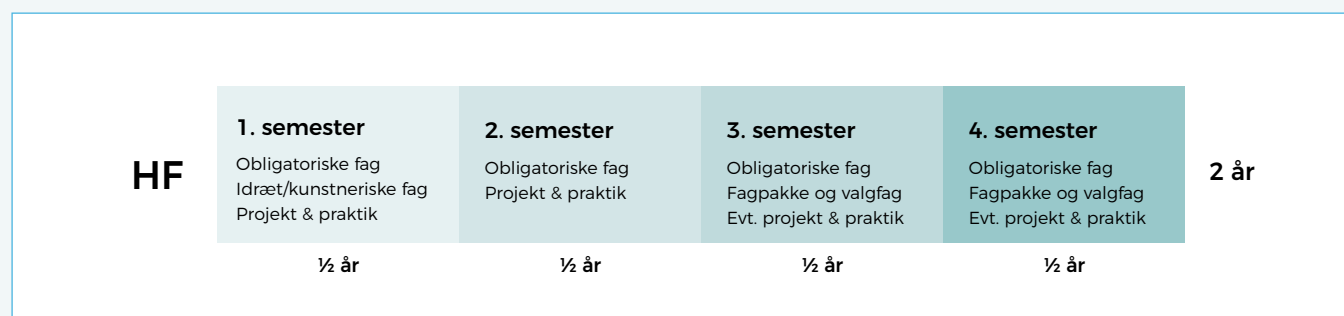 HF
1. semester
Obligatoriske fag
Idræt/kunstneriske fag
Projekt & praktik
½ år
2. semester
Obligatoriske fag
Projekt & praktik
½ år
3. semester
Obligatoriske fag
Fagpakke og valgfag
Evt. projekt & praktik
½ år
4. semester
Obligatoriske fag
Fagpakke og valgfag
Evt. projekt & praktik
½ år
2 år